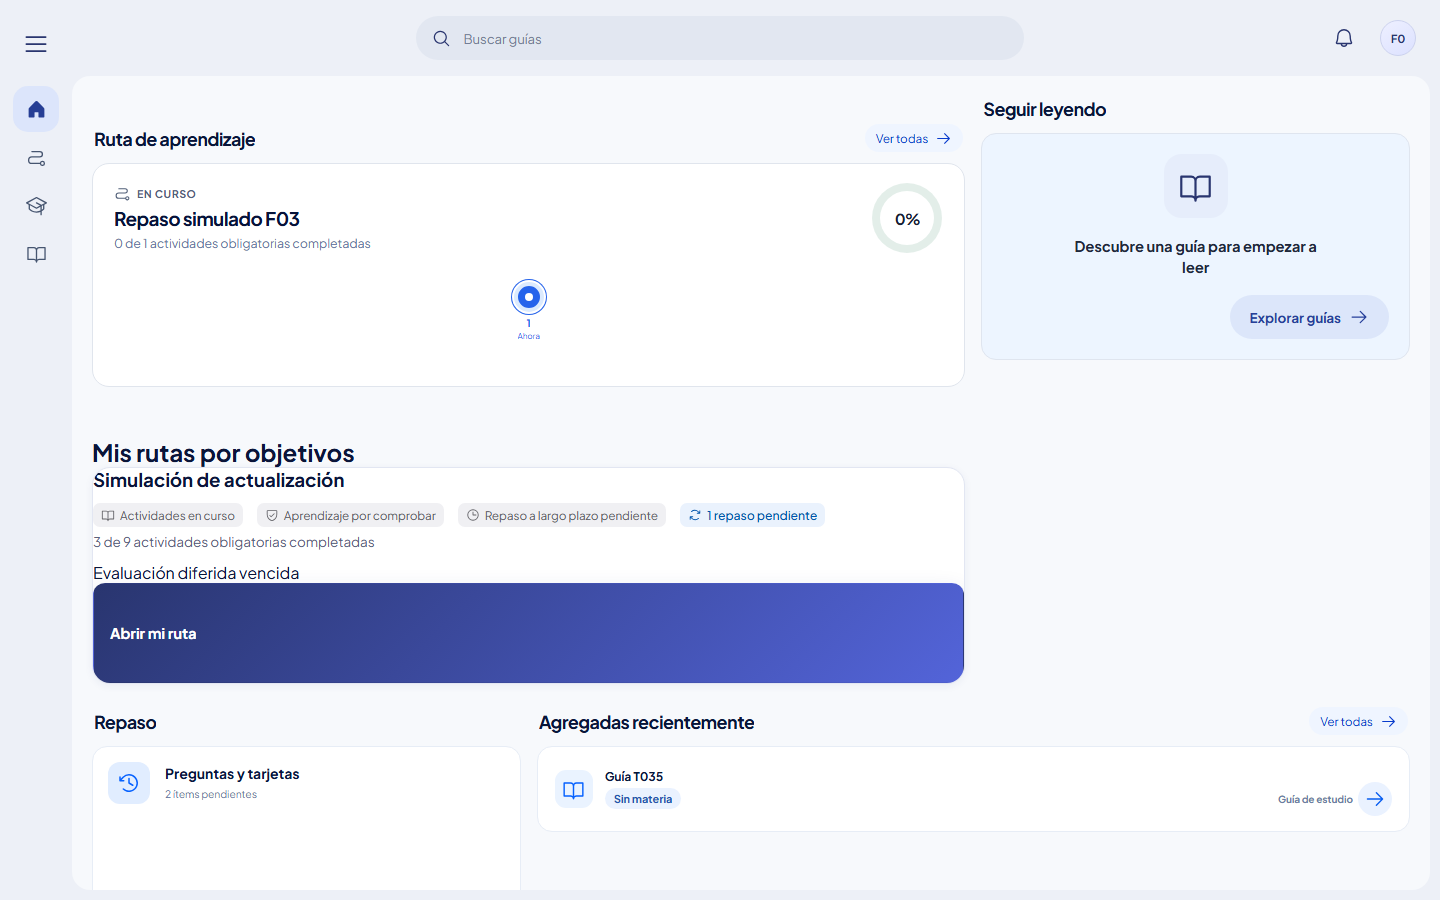 Buscar guías
F0
Ruta de aprendizaje
Ver todas
EN CURSO
Repaso simulado F03
0 de 1 actividades obligatorias completadas
0%
1
Ahora
Seguir leyendo
Descubre una guía para empezar a
leer
Explorar guías
Mis rutas por objetivos
Simulación de actualización
Actividades en curso
Aprendizaje por comprobar
Repaso a largo plazo pendiente
1 repaso pendiente
3 de 9 actividades obligatorias completadas
Evaluación diferida vencida
Abrir mi ruta
Repaso
Preguntas y tarjetas
2 ítems pendientes
Agregadas recientemente
Ver todas
Guía T035
Sin materia
Guía de estudio